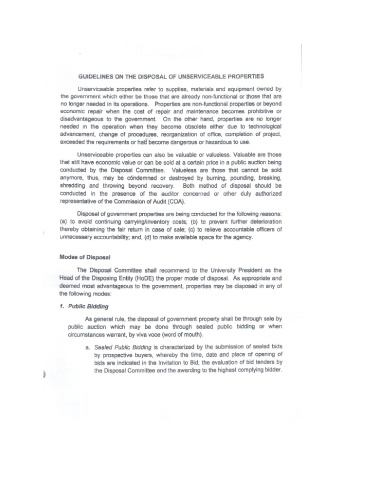 GUIDELINES ON THE DISPOSAL OF UNSERVICEABLE PROPERTIES
Unserviceable properties refer to supplies, materials and equipment owned by
the government which either be those that are already non-functional or those that are
no longer needed in its operations. Properties are non-functional properties or beyond
economic repair when the cost of repair and maintenance becomes prohibitive or
disadvantageous to the government. On the other hand, properties are no longer
needed in the operation when they become obsolete either due to technological
advancement, change of procedures, reorganization of office, completion of project,
exceeded the requirements or had become dangerous or hazardous to use.
Unserviceable properties can also be valuable or valueless. Valuable are those
that still have economic value or can be sold at a certain price in a public auction being
conducted by the Disposal Committee. Valueless are those that cannot be sold
anymore, thus, may be condemned or destroyed by burning, pounding, breaking,
shredding and throwing beyond recovery. Both method of disposal should be
conducted in the presence of the auditor concerned or other duly authorized
representative of the Commission of Audit (COA).
Disposal of government properties are being conducted for the following reasons:
(a) to avoid continuing carrying/inventory costs; (b) to prevent further deterioration
thereby obtaining the fair return in case of sale; (c) to relieve accountable officers of
unnecessary accountability; and, (d) to make available space for the agency.
Modes of Disposal
The Disposal Committee shall recommend to the University President as the
Head of the Disposing Entity (HoDE) the proper mode of disposal. As appropriate and
deemed most advantageous to the government, properties may be disposed in any of
the following modes:
1. Public Bidding
As general rule, the disposal of government property shall be through sale by
public auction which may be done through sealed public bidding or when
circumstances warrant, by viva voce (word of mouth).
a. Sealed Public Bidding is characterized by the submission of sealed bids
by prospective buyers, whereby the time, date and place of opening of
bids are indicated in the Invitation to Bid, the evaluation of bid tenders by
the Disposal Committee and the awarding to the highest complying bidder.